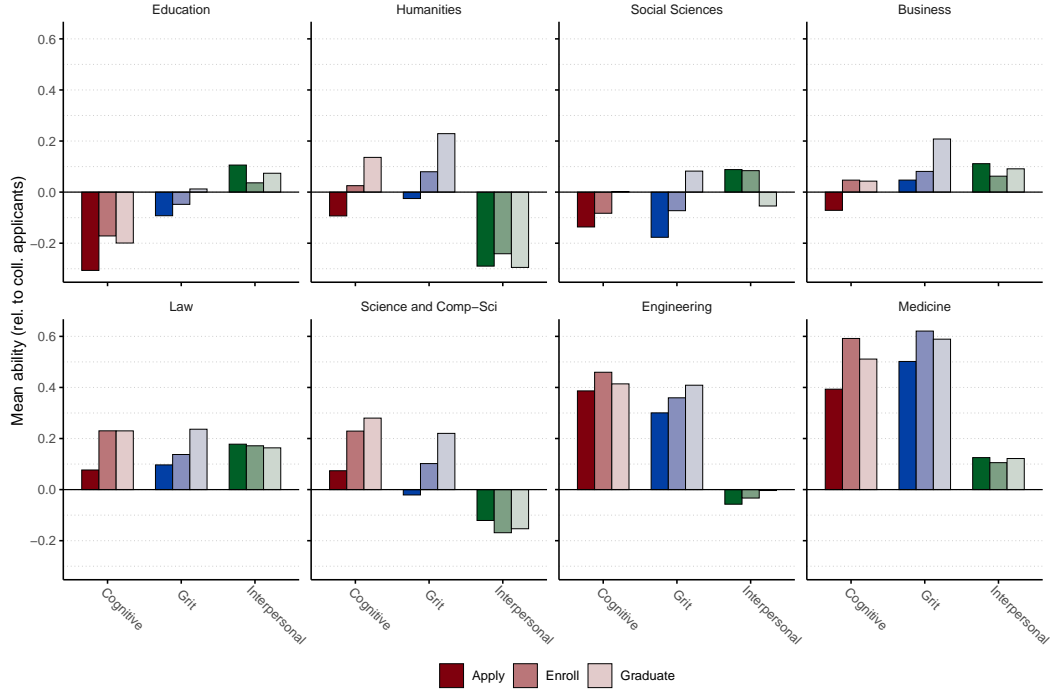 Education Humanities Social Sciences Business
0.6
0.4
0.2
0.0
−0.2
Law Science and Comp−Sci Engineering Medicine
0.6
0.4
0.2
0.0
−0.2
Mean ability (rel. to coll. applicants)
Cognitive Grit Interpersonal Cognitive Grit Interpersonal Cognitive Grit Interpersonal Cognitive Grit Interpersonal
Apply Enroll Graduate